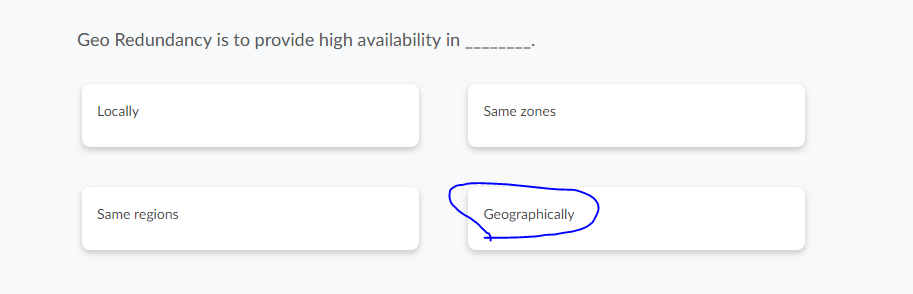 Geo Redundancy is to provide high availability in ________.
Locally
Same zones
Same regions
Geographically